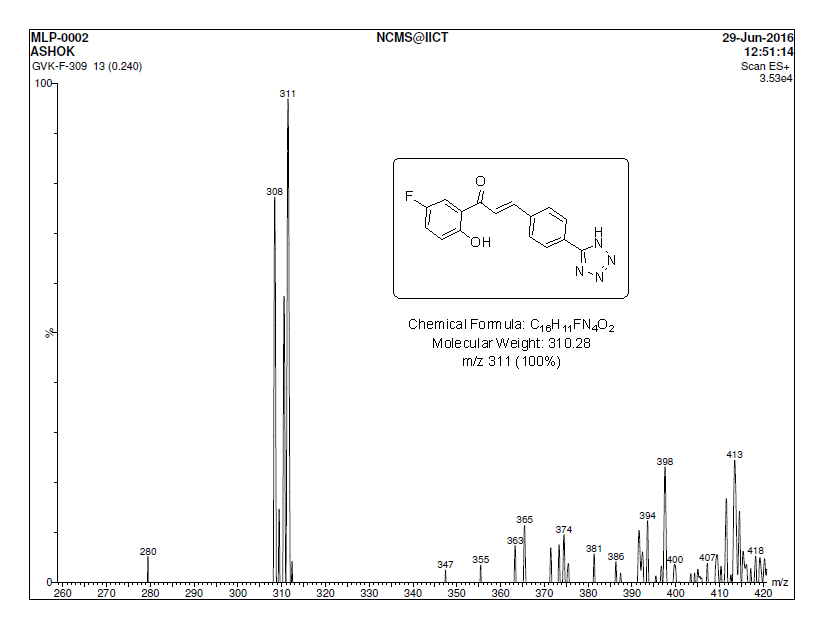 MLP-0002 NCMS@IICT 29-Jun-2016
ASHOK 12:51:14
GVK-F-309 13 (0.240) Scan ES+
3.53e4
100
311
308
O
F
OH
H
N
N
N
N
Chemical Formula: C16H11FN4O2
Molecular Weight: 310.28
m/z 311 (100%)
%
413
398
394
365
374
363
381
418
407
400
386
355
347
280
0
m/z
260 270 280 290 300 310 320 330 340 350 360 370 380 390 400 410 420